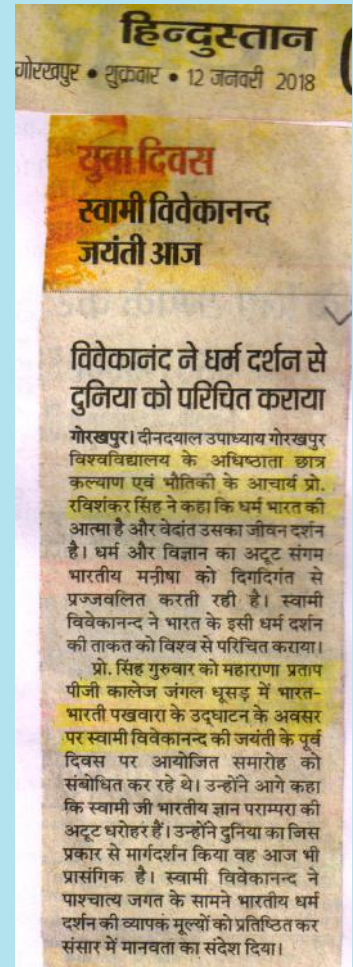 हिन्दुस्तान
गोरखपुर • शुक्रवार • 12 जनवरी 2018
युवा दिवस
स्वामी विवेकानन्द
जयंती आज
विवेकानंद ने धर्म दर्शन से
दुनिया को परिचित कराया
गोरखपुर। दीनदयाल उपाध्याय गोरखपुर
विश्वविद्यालय के अधिष्ठाता छात्र
कल्याण एवं भौतिकी के आचार्य प्रो.
रविशंकर सिंह ने कहा कि धर्म भारत की
आत्मा है और वेदांत उसका जीवन दर्शन
है। धर्म और विज्ञान का अटूट संगम
भारतीय मनीषा को दिगदिगंत से
प्रज्जवलित करती रही है। स्वामी
विवेकानन्द ने भारत के इसी धर्म दर्शन
की ताकत को विश्व से परिचित कराया।
प्रो. सिंह गुरुवार को महाराणा प्रताप
पीजी कालेज जंगल धूसड़ में भारत-
भारती पखवारा के उद्घाटन के अवसर
पर स्वामी विवेकानन्द की जयंती के पूर्व
दिवस पर आयोजित समारोह को
संबोधित कर रहे थे। उन्होंने आगे कहा
कि स्वामी जी भारतीय ज्ञान पराम्परा की
अटूट धरोहर हैं। उन्होंने दुनिया का जिस
प्रकार से मार्गदर्शन किया वह आज भी
प्रासंगिक है। स्वामी विवेकानन्द ने
पाश्चात्य जगत के सामने भारतीय धर्म
दर्शन की व्यापक मूल्यों को प्रतिष्ठित कर
संसार में मानवता का संदेश दिया।